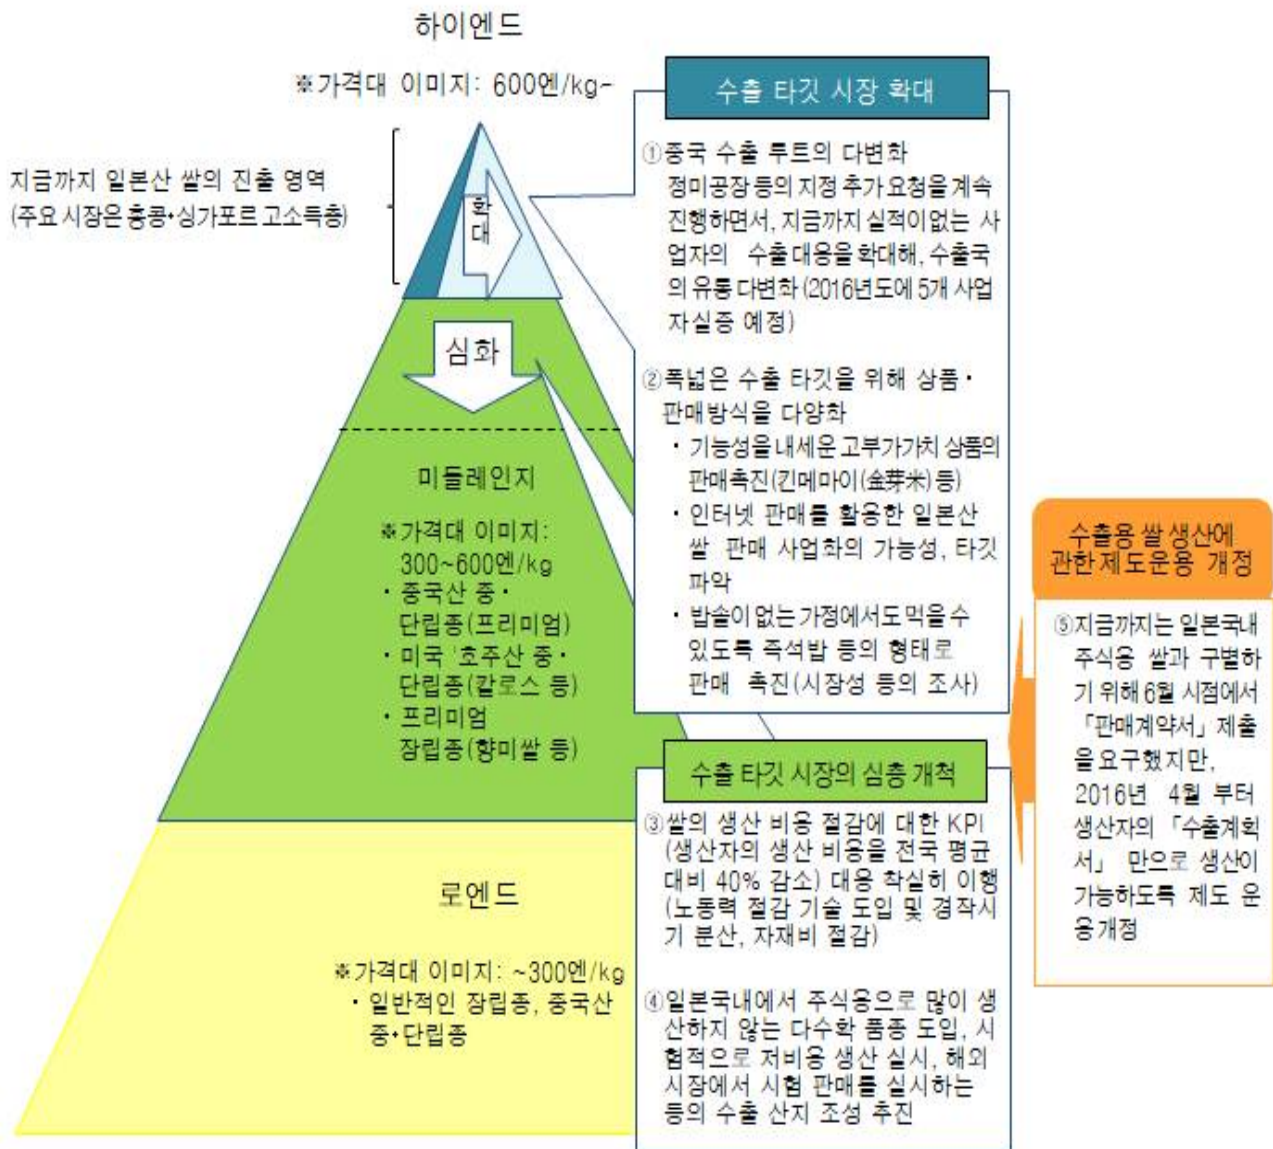 하이엔드
※가격대 이미지: 600엔/kg~
지금까지 일본산 쌀의 진출 영역
(주요 시장은 홍콩·싱가포르 고소득층)
확
대
심화
미들레인지
※가격대 이미지:
300~600엔/kg
· 중국산 중·
단립종(프리미엄)
· 미국 '호주산 중·
단립종(칼로스 등)
· 프리미엄
장립종(향미쌀 등)
로엔드
※가격대 이미지: ~300엔/kg
· 일반적인 장립종, 중국산
중·단립종
수출 타깃 시장 확대
①중국 수출 루트의 다변화
정미공장 등의 지정 추가 요청을 계속
진행하면서, 지금까지 실적이 없는 사
업자의 수출 대응을 확대해, 수출국
의 유통 다변화 (2016년도에 5개 사업
자 실증 예정)
②폭넓은 수출 타깃을 위해 상품·
판매방식을 다양화
· 기능성을 내세운 고부가가치 상품의
판매촉진(킨메마이(金芽米) 등)
· 인터넷 판매를 활용한 일본산
쌀 판매 사업화의 가능성, 타깃
파악
· 밥솥이 없는 가정에서도 먹을 수
있도록 즉석밥 등의 형태로
판매 촉진(시장성 등의 조사)
수출 타깃 시장의 심층 개척
③쌀의 생산 비용 절감에 대한 KPI
(생산자의 생산 비용을 전국 평균
대비 40% 감소) 대응 착실히 이행
(노동력 절감 기술 도입 및 경작시
기 분산, 자재비 절감)
④일본국내에서 주식용으로 많이 생
산하지 않는 다수확 품종 도입, 시
험적으로 저비용 생산 실시, 해외
시장에서 시험 판매를 실시하는
등의 수출 산지 조성 추진
수출용 쌀 생산에
관한 제도운용 개정
⑤지금까지는 일본국내
주식용 쌀과 구별하
기 위해 6월 시점에서
「판매계약서」 제출
을 요구했지만,
2016년 4월 부터
생산자의 「수출계획
서」 만으로 생산이
가능하도록 제도 운
용개정